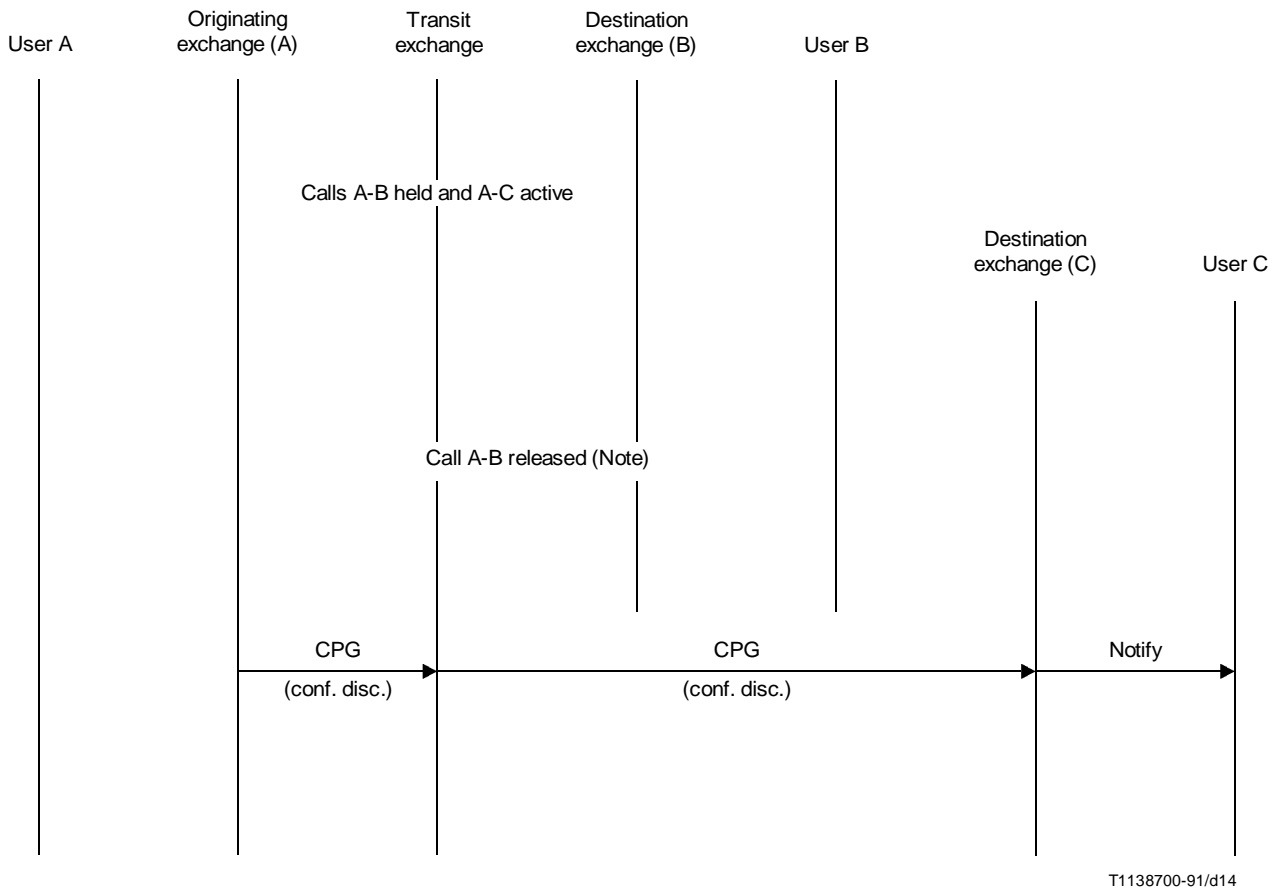 User A
Originating
exchange (A)
Transit
exchange
Destination
exchange (B)
User B
Calls A-B held and A-C active
Destination
exchange (C)
User C
Call A-B released (Note)
CPG
(conf. disc.)
CPG
(conf. disc.)
Notify
T1138700-91/d14